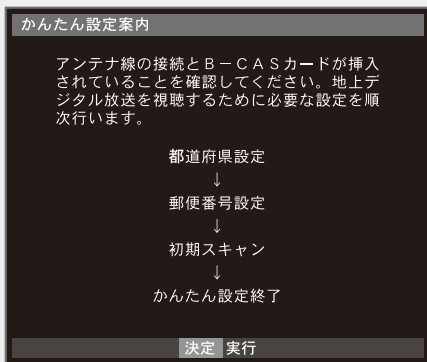 かんたん設定案内
アンテナ線の接続とＢ－ＣＡＳカードが挿入
されていることを確認してください。地上デ
ジタル放送を視聴するために必要な設定を順
次行います。
都道府県設定
↓
郵便番号設定
↓
初期スキャン
↓
かんたん設定終了
決定 実行